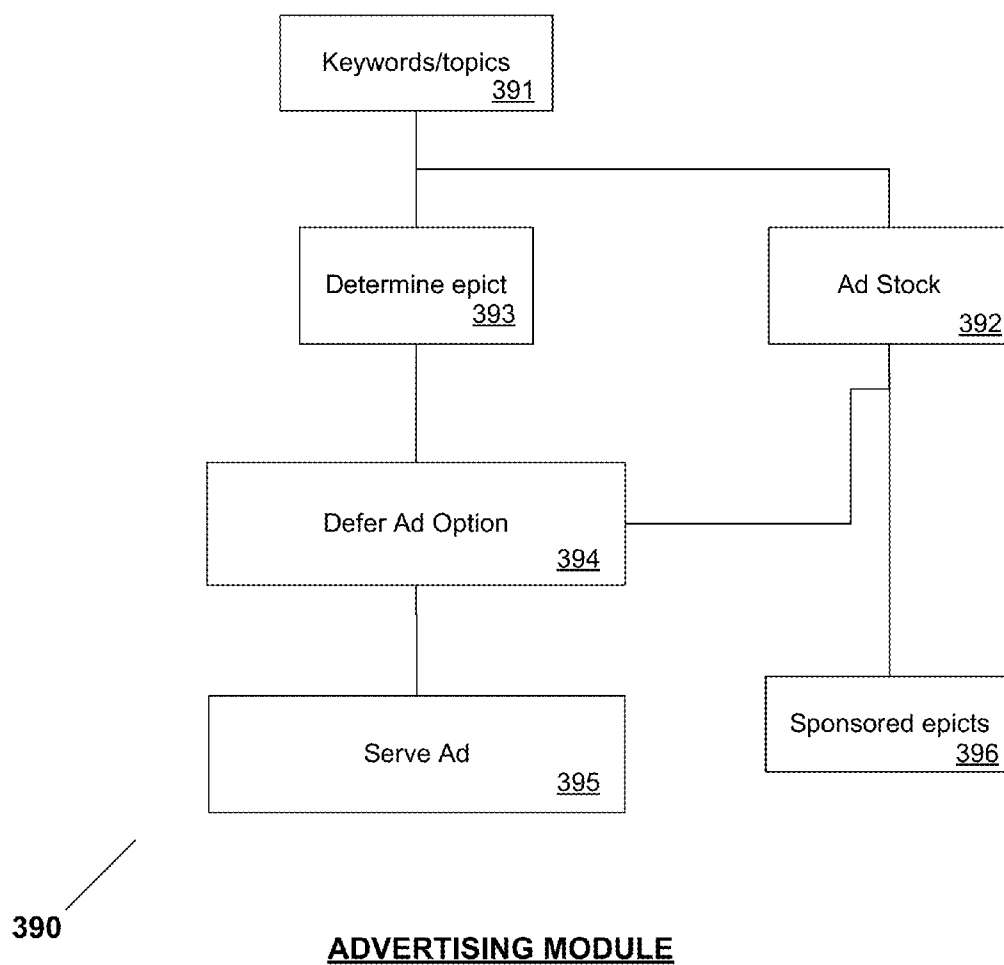 Keywords/topics
391
Determine epict
393
Ad Stock
392
Defer Ad Option
394
Serve Ad
395
Sponsored epicts
396
390
ADVERTISING MODULE